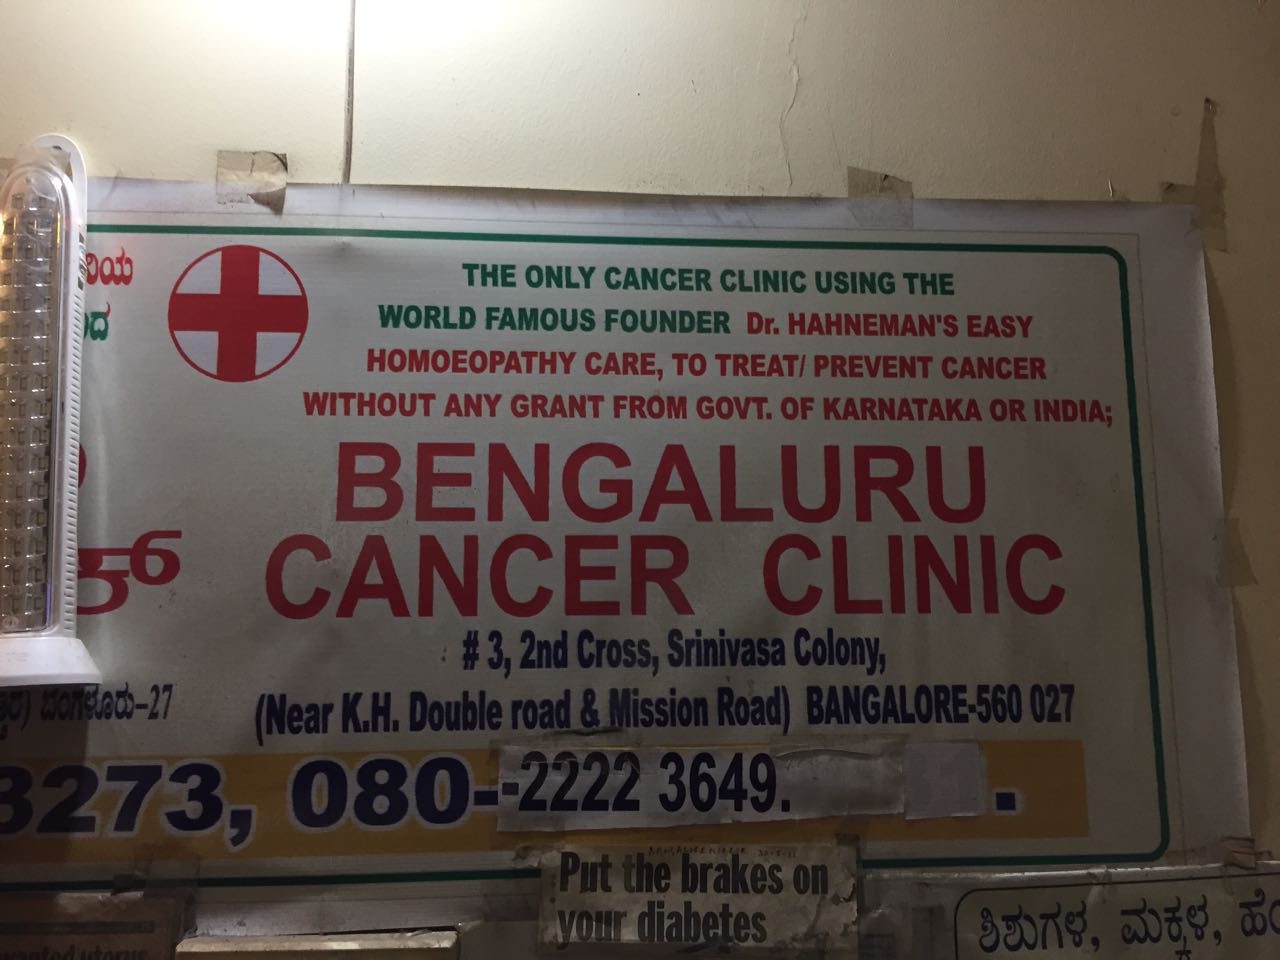 ರಿಯ
THE ONLY CANCER CLINIC USING THE
WORLD FAMOUS FOUNDER Dr. HAHNEMAN'S EASY
HOMOEOPATHY CARE, TO TREAT/ PREVENT CANCER
WITHOUT ANY GRANT FROM GOVT. OF KARNATAKA OR INDIA;
BENGALURU
CANCER CLINIC
# 3, 2nd Cross, Srinivasa Colony,
ಬೆಂಗಳೂರು-27
(Near K.H. Double road & Mission Road) BANGALORE-560 027
3273, 080--2222 3649. .
Put the brakes on
your diabetes
ಶಿಶುಗಳ, ಮಕ್ಕಳ,